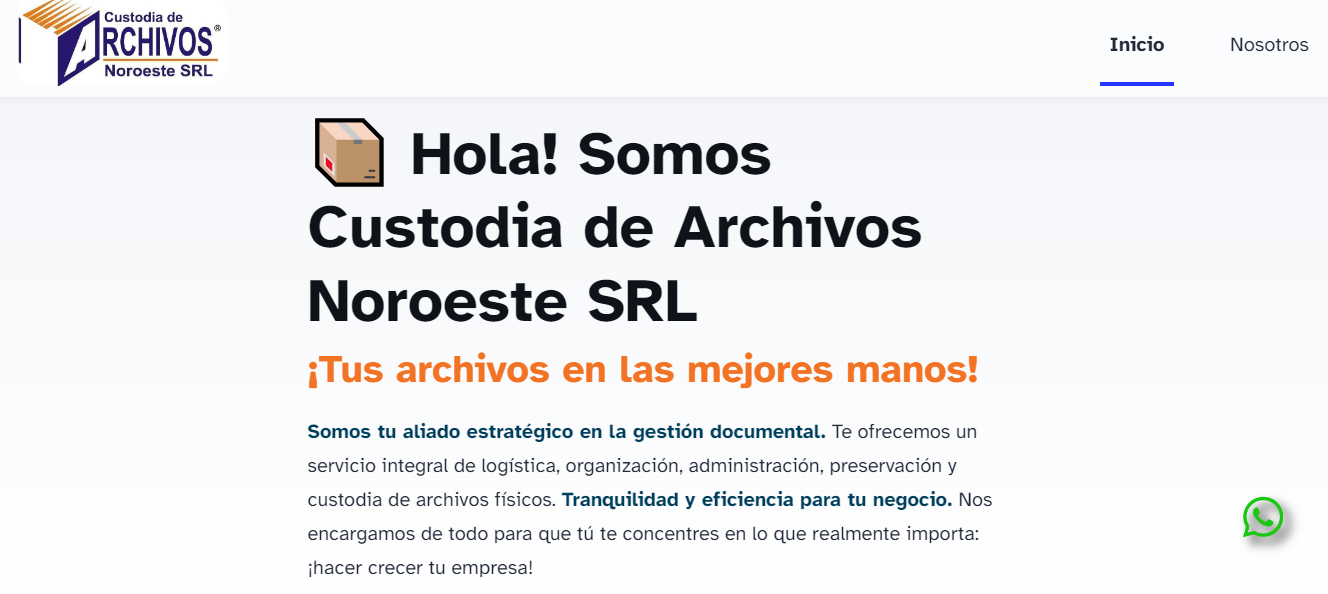 Custodia de
ARCHIVOS®
Noroeste SRL
Inicio
Nosotros
Hola! Somos
Custodia de Archivos
Noroeste SRL
¡Tus archivos en las mejores manos!
Somos tu aliado estratégico en la gestión documental. Te ofrecemos un
servicio integral de logística, organización, administración, preservación y
custodia de archivos físicos. Tranquilidad y eficiencia para tu negocio. Nos
encargamos de todo para que tú te concentres en lo que realmente importa:
¡hacer crecer tu empresa!